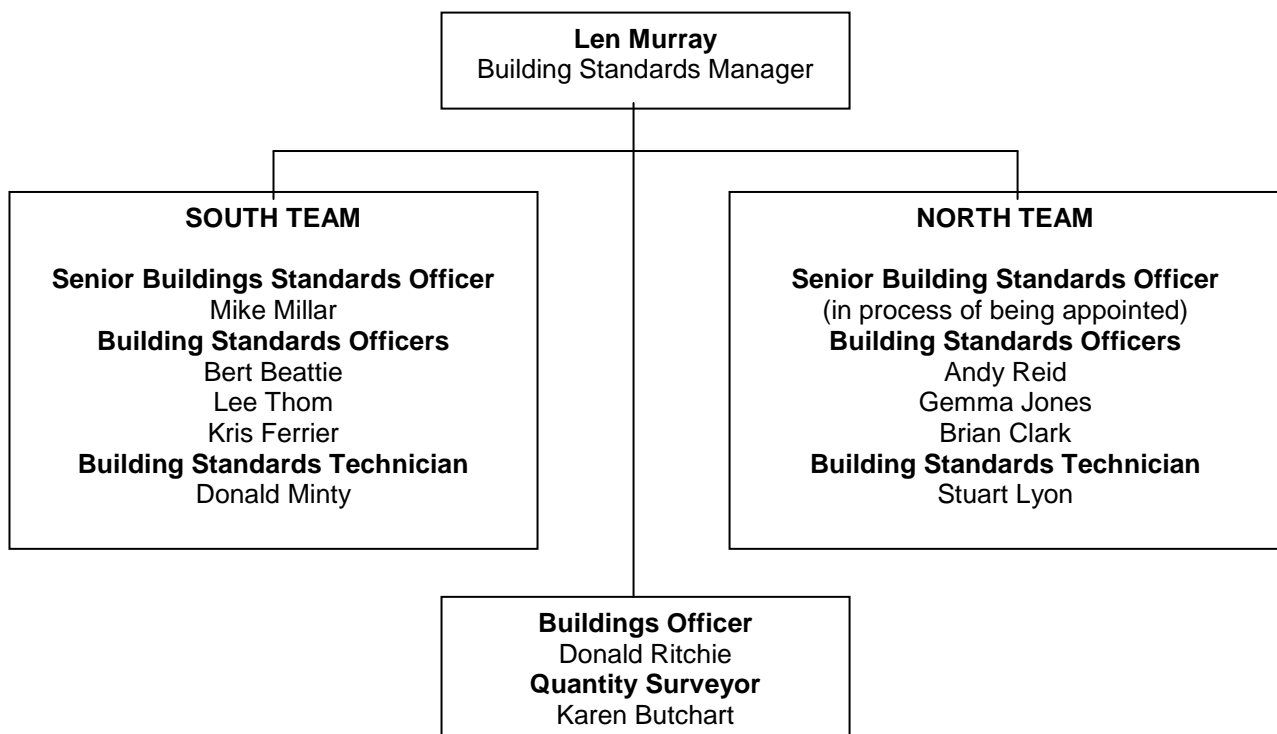 Len Murray
Building Standards Manager
SOUTH TEAM
Senior Buildings Standards Officer
Mike Millar
Building Standards Officers
Bert Beattie
Lee Thom
Kris Ferrier
Building Standards Technician
Donald Minty
NORTH TEAM
Senior Building Standards Officer
(in process of being appointed)
Building Standards Officers
Andy Reid
Gemma Jones
Brian Clark
Building Standards Technician
Stuart Lyon
Buildings Officer
Donald Ritchie
Quantity Surveyor
Karen Butchart